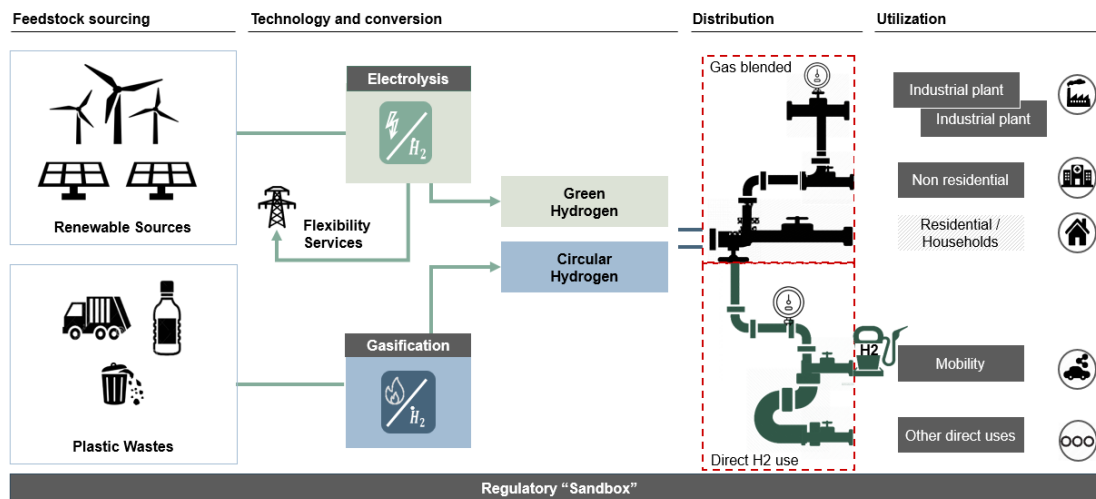 Feedstock sourcing
Technology and conversion
Distribution
Utilization
Renewable Sources
Plastic Wastes
Electrolysis
H2
Flexibility
Services
Gasification
H2
Green
Hydrogen
Circular
Hydrogen
Gas blended
H2
Direct H2 use
Industrial plant
Industrial plant
Non residential
Residential /
Households
Mobility
Other direct uses
Regulatory “Sandbox”